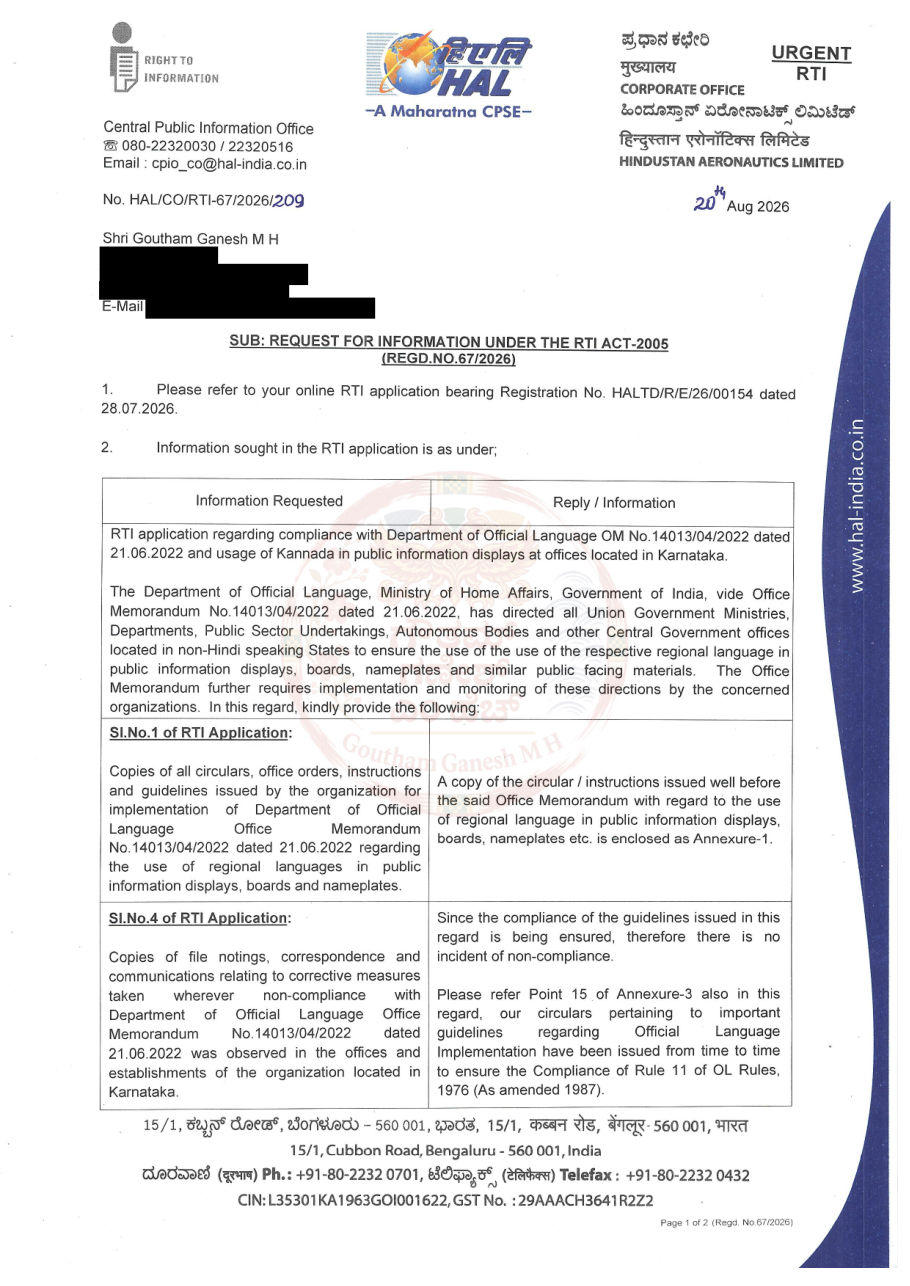 RIGHT TO
INFORMATION
हिएलि
HAL
–A Maharatna CPSE–
ಪ್ರಧಾನ ಕಛೇರಿ
मुख्यालय
CORPORATE OFFICE
ಹಿಂದೂಸ್ತಾನ್ ಏರೋನಾಟಿಕ್ಸ್ ಲಿಮಿಟೆಡ್
हिन्दुस्तान एरोनॉटिक्स लिमिटेड
HINDUSTAN AERONAUTICS LIMITED
URGENT
RTI
Central Public Information Office
☏ 080-22320030 / 22320516
Email : cpio_co@hal-india.co.in
No. HAL/CO/RTI-67/2026/209
20th Aug 2026
Shri Goutham Ganesh M H
E-Mail
SUB: REQUEST FOR INFORMATION UNDER THE RTI ACT-2005
(REGD.NO.67/2026)
1. Please refer to your online RTI application bearing Registration No. HALTD/R/E/26/00154 dated
28.07.2026.
2. Information sought in the RTI application is as under;
Information Requested
Reply / Information
RTI application regarding compliance with Department of Official Language OM No.14013/04/2022 dated
21.06.2022 and usage of Kannada in public information displays at offices located in Karnataka.
The Department of Official Language, Ministry of Home Affairs, Government of India, vide Office
Memorandum No.14013/04/2022 dated 21.06.2022, has directed all Union Government Ministries,
Departments, Public Sector Undertakings, Autonomous Bodies and other Central Government offices
located in non-Hindi speaking States to ensure the use of the use of the respective regional language in
public information displays, boards, nameplates and similar public facing materials. The Office
Memorandum further requires implementation and monitoring of these directions by the concerned
organizations. In this regard, kindly provide the following:
Sl.No.1 of RTI Application:
Copies of all circulars, office orders, instructions
and guidelines issued by the organization for
implementation of Department of Official
Language Office Memorandum
No.14013/04/2022 dated 21.06.2022 regarding
the use of regional languages in public
information displays, boards and nameplates.
A copy of the circular / instructions issued well before
the said Office Memorandum with regard to the use
of regional language in public information displays,
boards, nameplates etc. is enclosed as Annexure-1.
Goutham Ganesh M H
Sl.No.4 of RTI Application:
Copies of file notings, correspondence and
communications relating to corrective measures
taken wherever non-compliance with
Department of Official Language Office
Memorandum No.14013/04/2022 dated
21.06.2022 was observed in the offices and
establishments of the organization located in
Karnataka.
Since the compliance of the guidelines issued in this
regard is being ensured, therefore there is no
incident of non-compliance.
Please refer Point 15 of Annexure-3 also in this
regard, our circulars pertaining to important
guidelines regarding Official Language
Implementation have been issued from time to time
to ensure the Compliance of Rule 11 of OL Rules,
1976 (As amended 1987).
www.hal-india.co.in
15/1, ಕಬ್ಬನ್ ರೋಡ್, ಬೆಂಗಳೂರು – 560 001, ಭಾರತ, 15/1, कब्बन रोड, बेंगलूर- 560 001, भारत
15/1, Cubbon Road, Bengaluru - 560 001, India
ದೂರವಾಣಿ (दूरभाष) Ph.: +91-80-2232 0701, ಟೆಲಿಫ್ಯಾಕ್ಸ್ (टेलिफैक्स) Telefax : +91-80-2232 0432
CIN: L35301KA1963GOI001622, GST No. : 29AAACH3641R2Z2
Page 1 of 2 (Regd. No.67/2026)